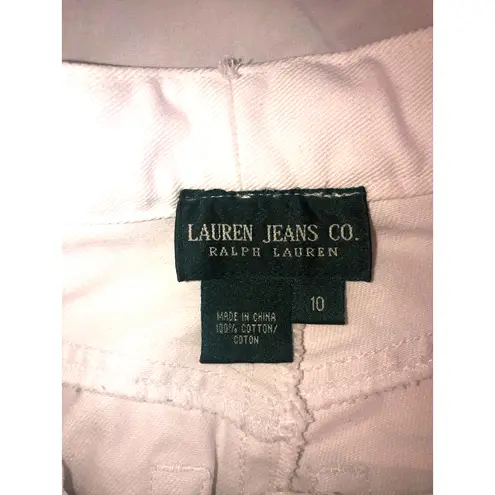 LAUREN JEANS CO.
RALPH LAUREN
10
MADE IN CHINA
100% COTTON/
COTON